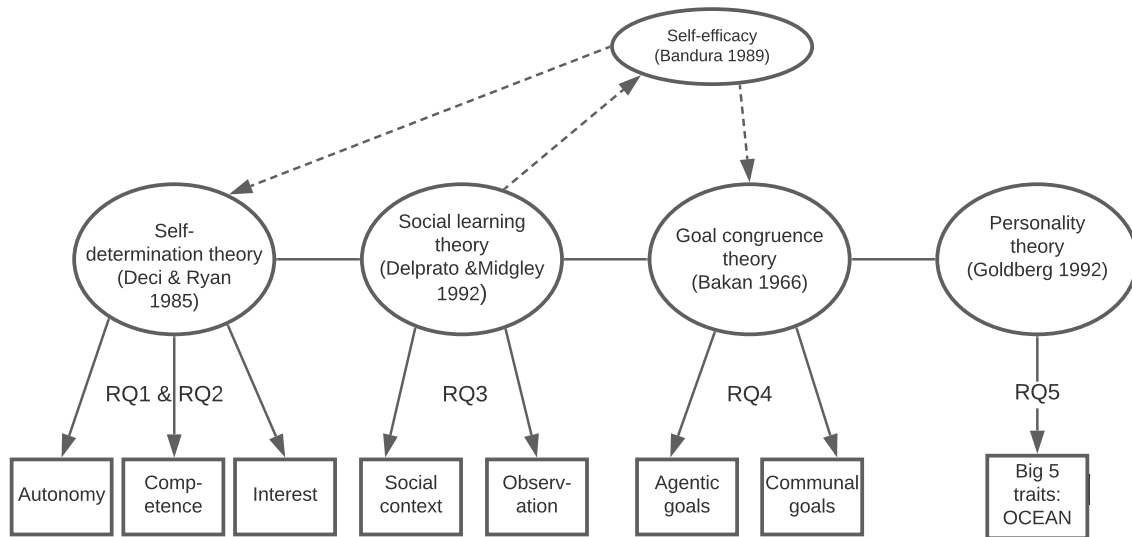 Self-efficacy
(Bandura 1989)
Self-
determination theory
(Deci & Ryan
1985)
Social learning
theory
(Delprato &Midgley
1992)
Goal congruence
theory
(Bakan 1966)
Personality
theory
(Goldberg 1992)
RQ1 & RQ2
RQ3
RQ4
RQ5
Autonomy
Comp-
etence
Interest
Social
context
Observ-
ation
Agentic
goals
Communal
goals
Big 5
traits:
OCEAN